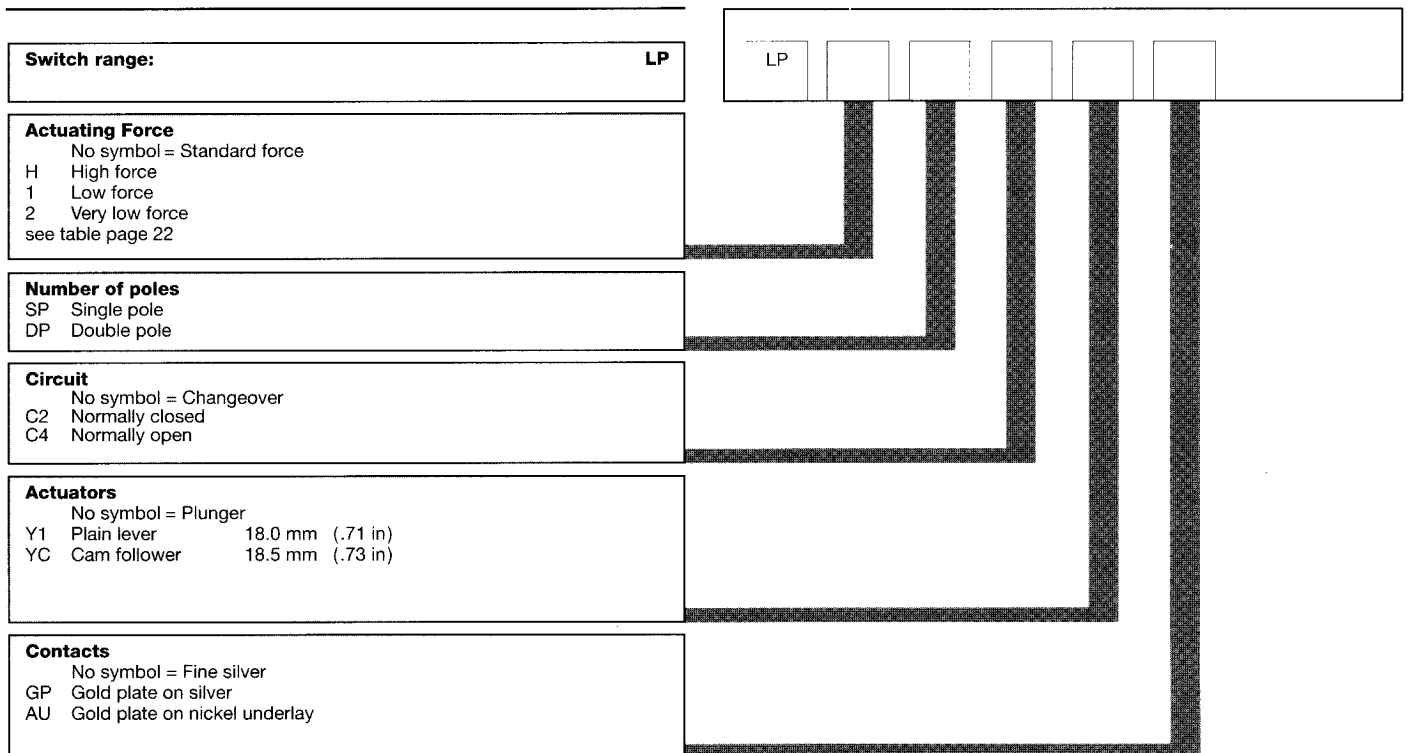 Switch range: LP
LP
Actuating Force
No symbol = Standard force
H High force
1 Low force
2 Very low force
see table page 22
Number of poles
SP Single pole
DP Double pole
Circuit
No symbol = Changeover
C2 Normally closed
C4 Normally open
Actuators
No symbol = Plunger
Y1 Plain lever 18.0 mm (.71 in)
YC Cam follower 18.5 mm (.73 in)
Contacts
No symbol = Fine silver
GP Gold plate on silver
AU Gold plate on nickel underlay